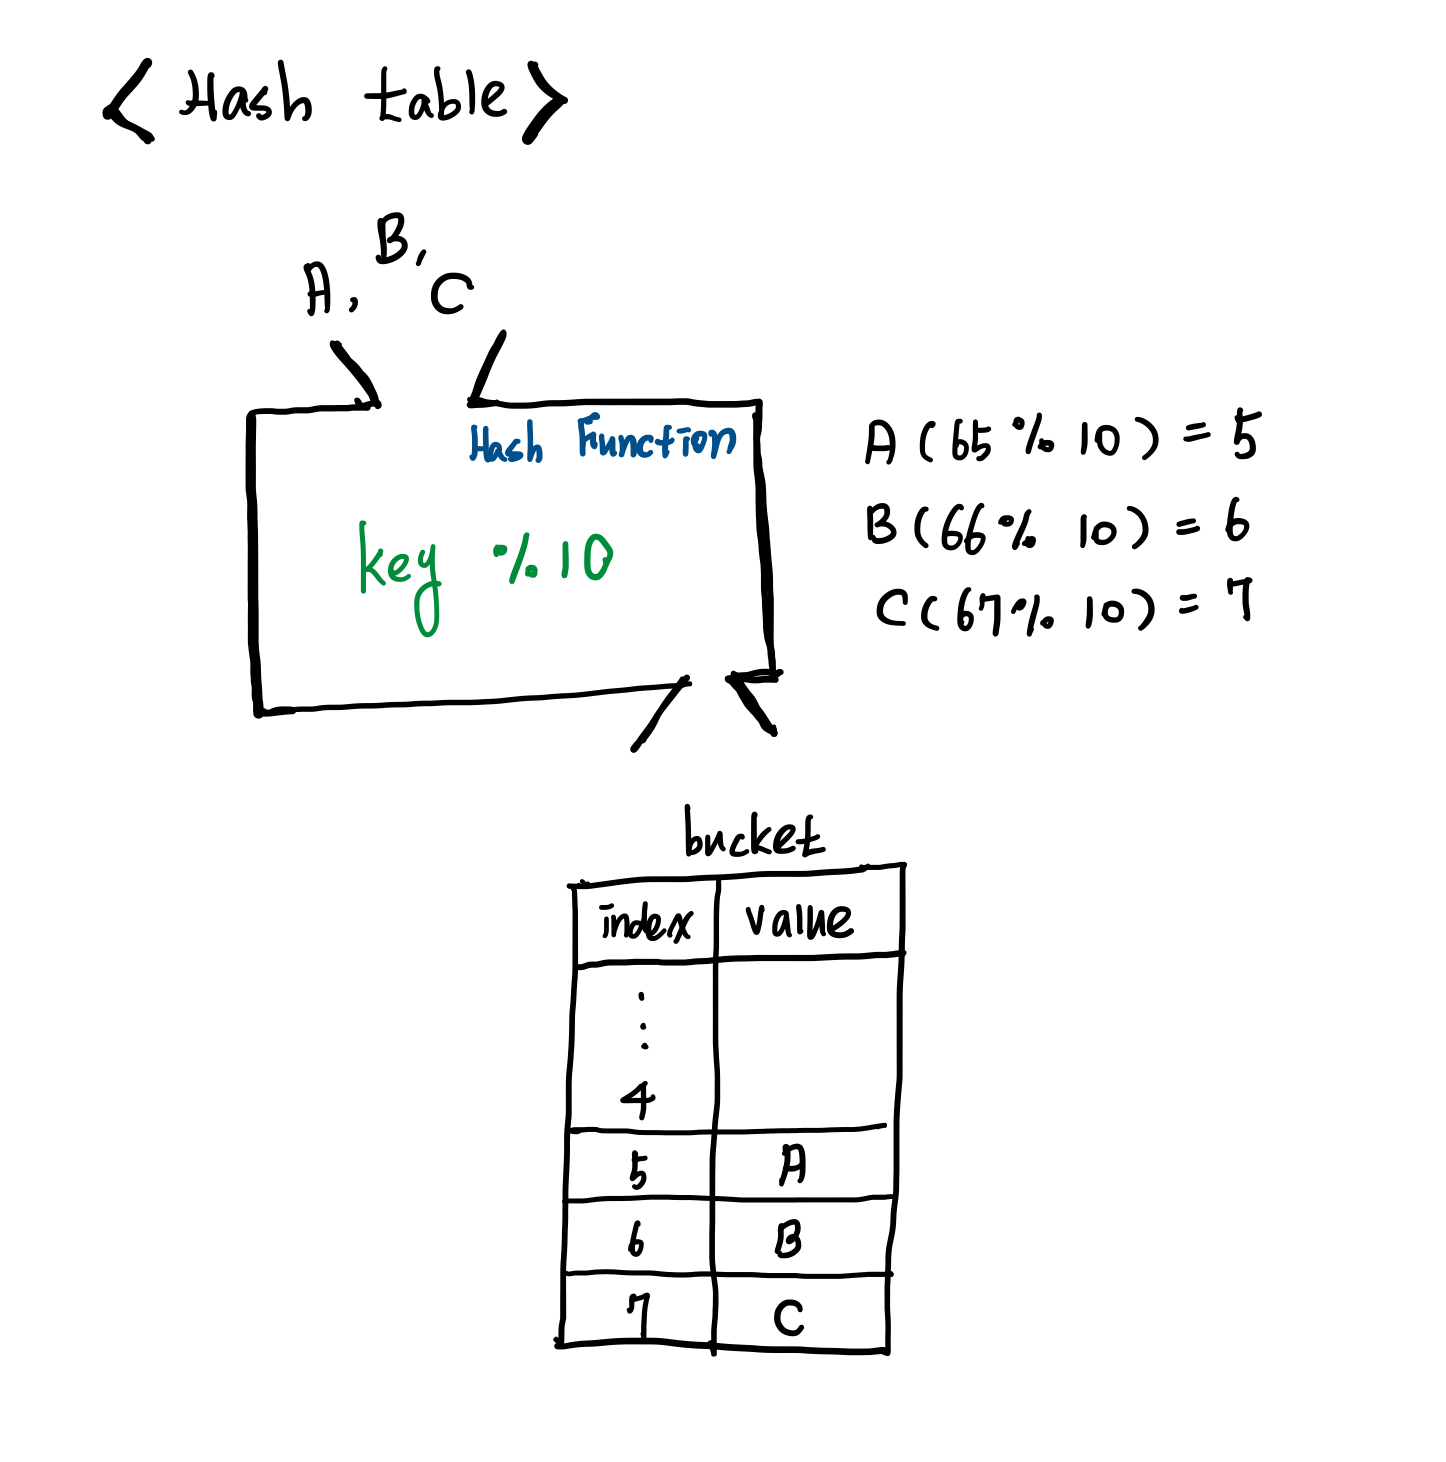 < Hash table >
A, B, C
Hash Function
key % 10
A (65 % 10) = 5
B (66 % 10) = 6
C (67 % 10) = 7
bucket
index value
⋮
4
5 A
6 B
7 C